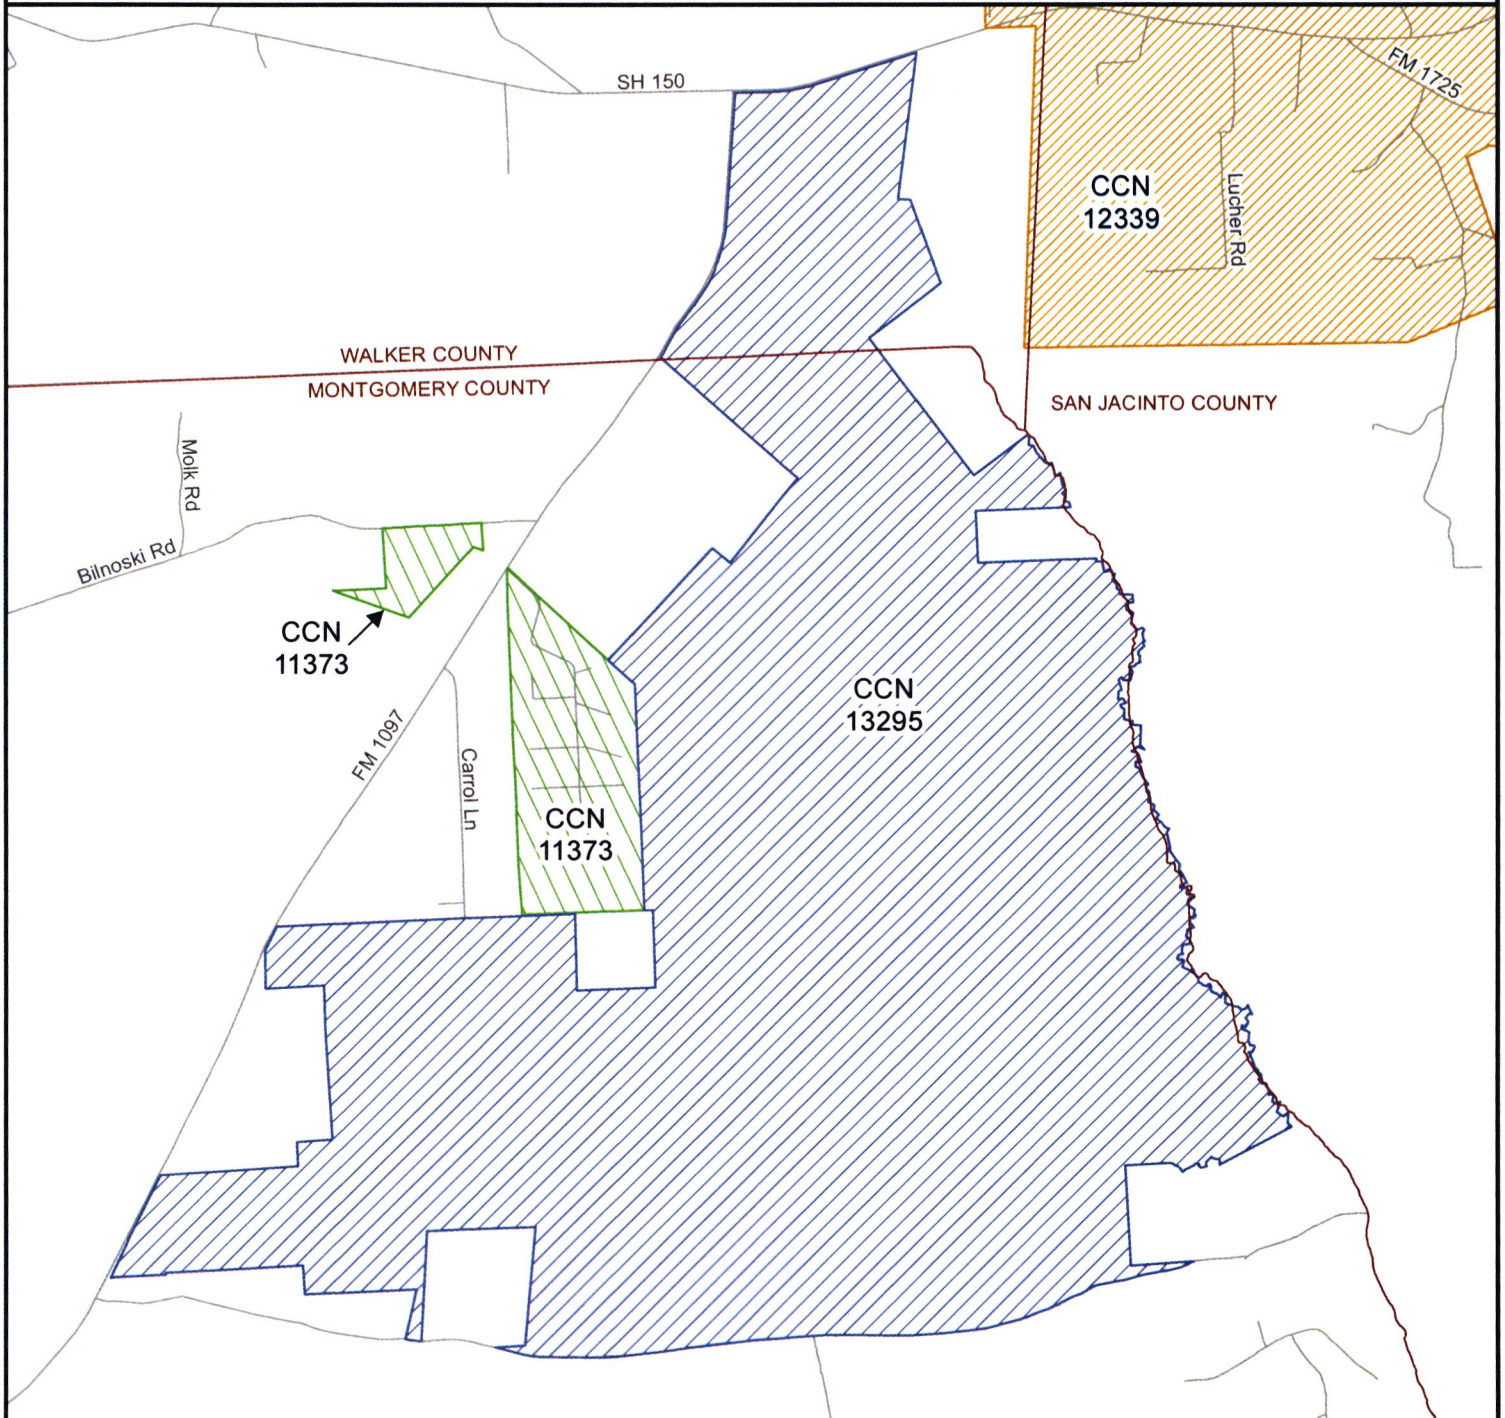 SH 150
FM 1725
CCN
12339
Lucher Rd
WALKER COUNTY
MONTGOMERY COUNTY
SAN JACINTO COUNTY
Molk Rd
Bilnoski Rd
CCN
11373
CCN
13295
FM 1097
Carrol Ln
CCN
11373